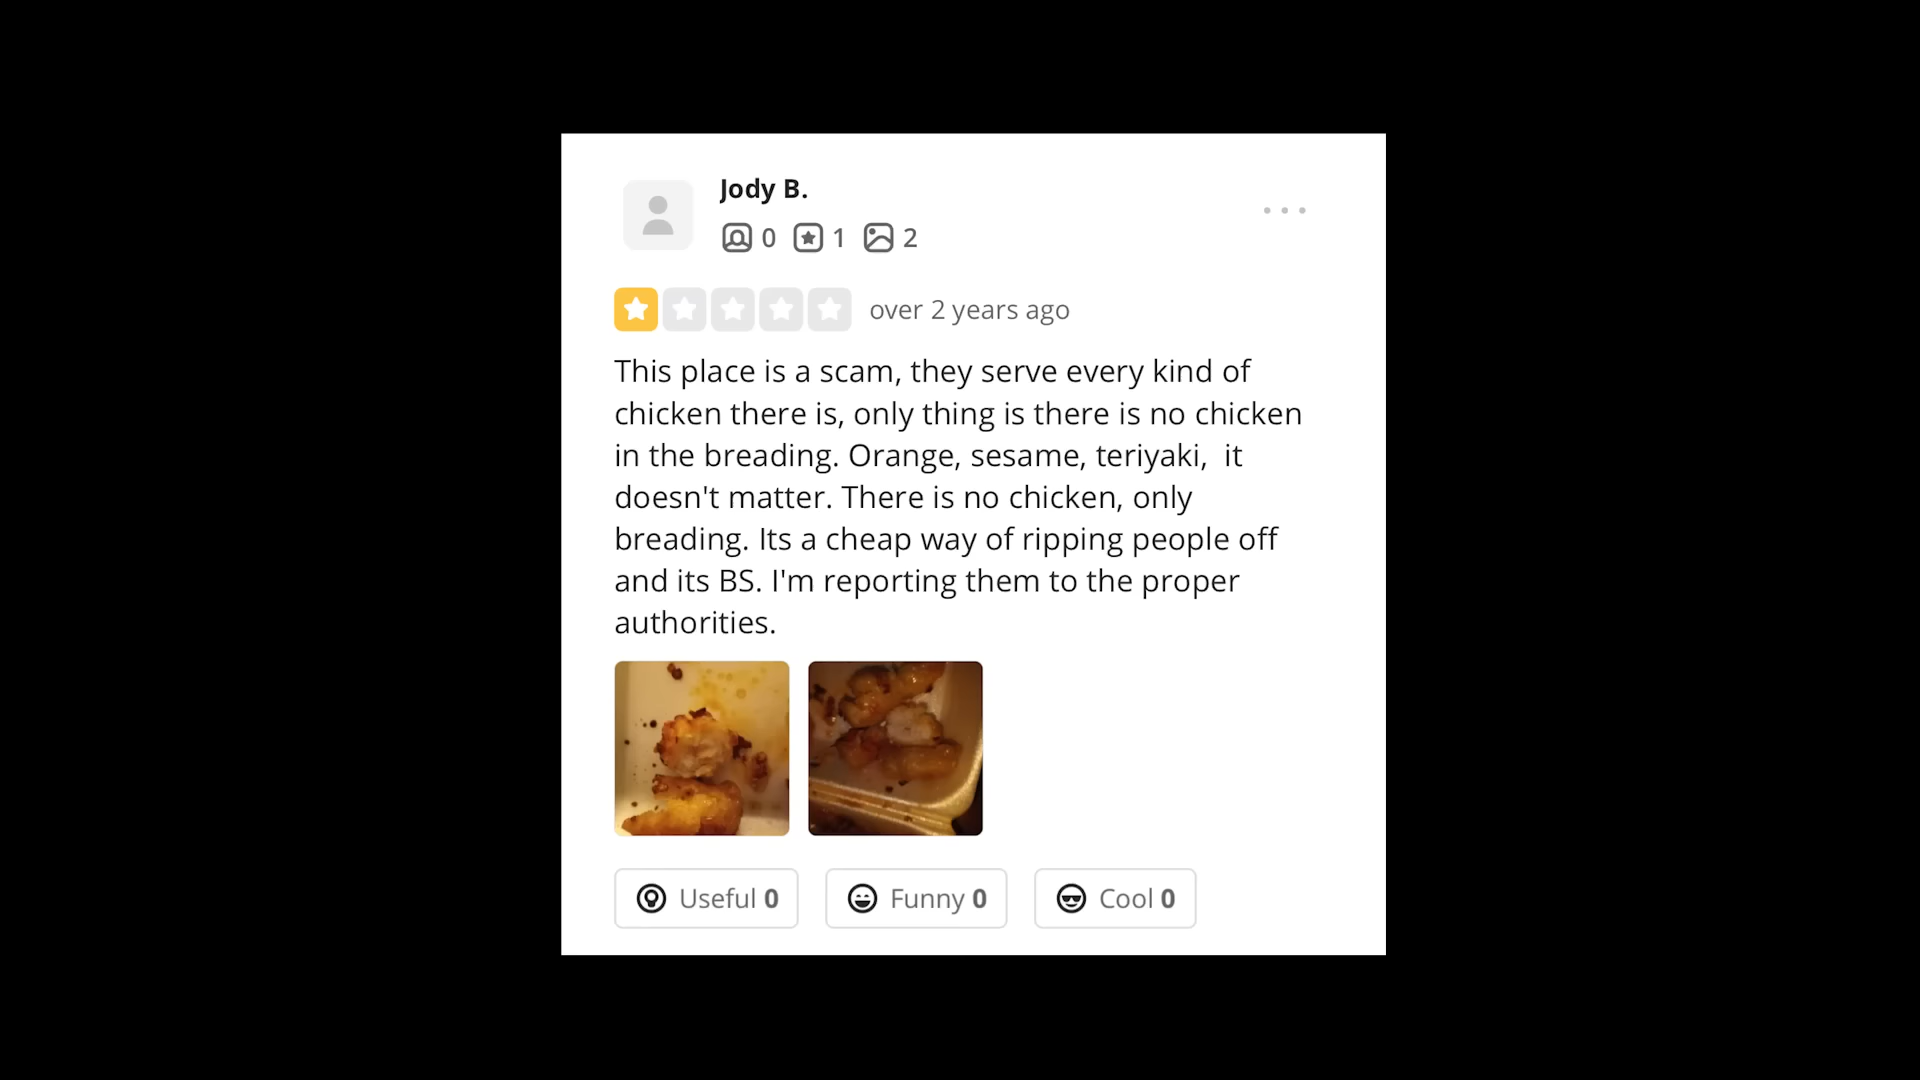 Jody B.
0 1 2
over 2 years ago
This place is a scam, they serve every kind of
chicken there is, only thing is there is no chicken
in the breading. Orange, sesame, teriyaki,  it
doesn't matter. There is no chicken, only
breading. Its a cheap way of ripping people off
and its BS. I'm reporting them to the proper
authorities.
Useful 0 Funny 0 Cool 0